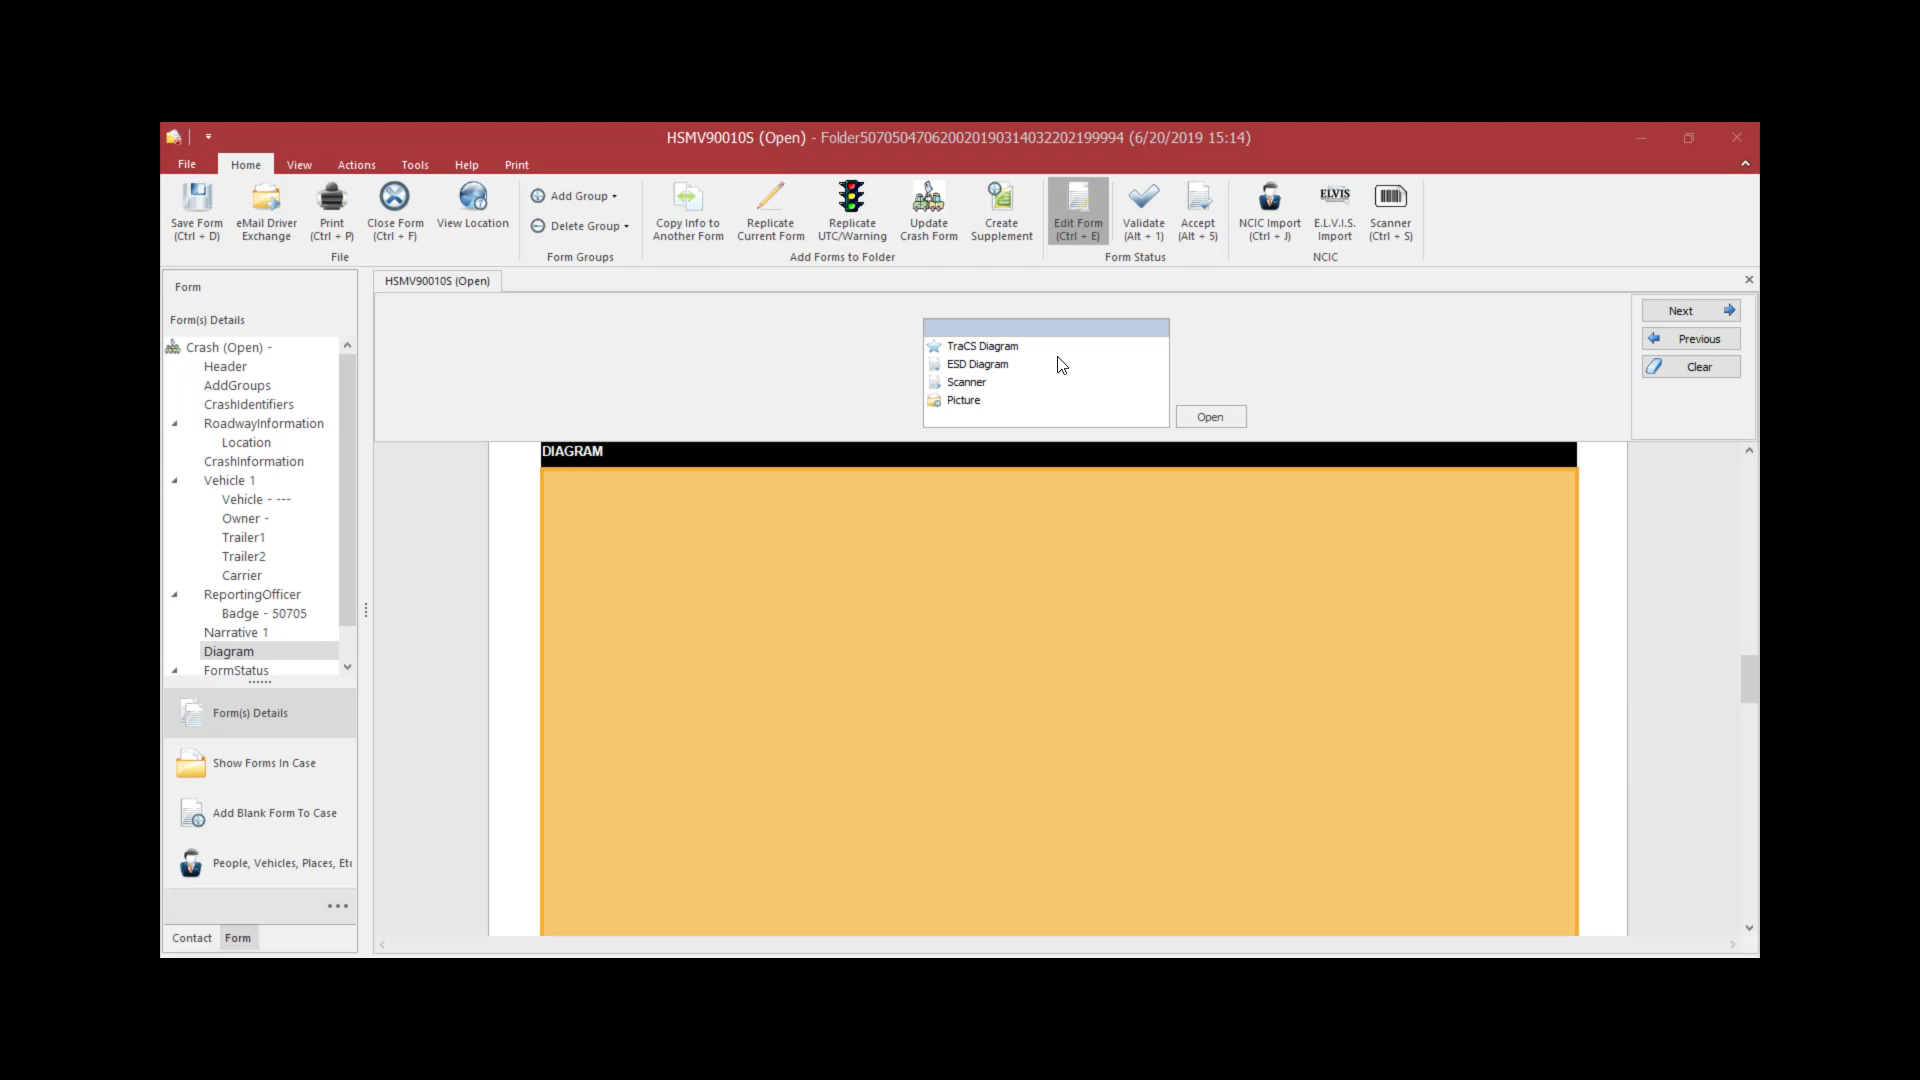 HSMV90010S (Open) - Folder50705047062002019031403220219​9994 (6/20/2019 15:14)
File
Home
View
Actions
Tools
Help
Print
Save Form
(Ctrl + D)
eMail Driver
Exchange
Print
(Ctrl + P)
Close Form
(Ctrl + F)
View Location
File
Add Group
Delete Group
Form Groups
Copy Info to
Another Form
Replicate
Current Form
Replicate
UTC/Warning
Update
Crash Form
Create
Supplement
Add Forms to Folder
Edit Form
(Ctrl + E)
Validate
(Alt + 1)
Accept
(Alt + 5)
Form Status
NCIC Import
(Ctrl + J)
ELVIS
E.L.V.I.S.
Import
Scanner
(Ctrl + S)
NCIC
Form
Form(s) Details
Crash (Open) -
Header
AddGroups
CrashIdentifiers
RoadwayInformation
Location
CrashInformation
Vehicle 1
Vehicle - ---
Owner -
Trailer1
Trailer2
Carrier
ReportingOfficer
Badge - 50705
Narrative 1
Diagram
FormStatus
Form(s) Details
Show Forms In Case
Add Blank Form To Case
People, Vehicles, Places, Etc
Contact
Form
HSMV90010S (Open)
TraCS Diagram
ESD Diagram
Scanner
Picture
Open
Next
Previous
Clear
DIAGRAM